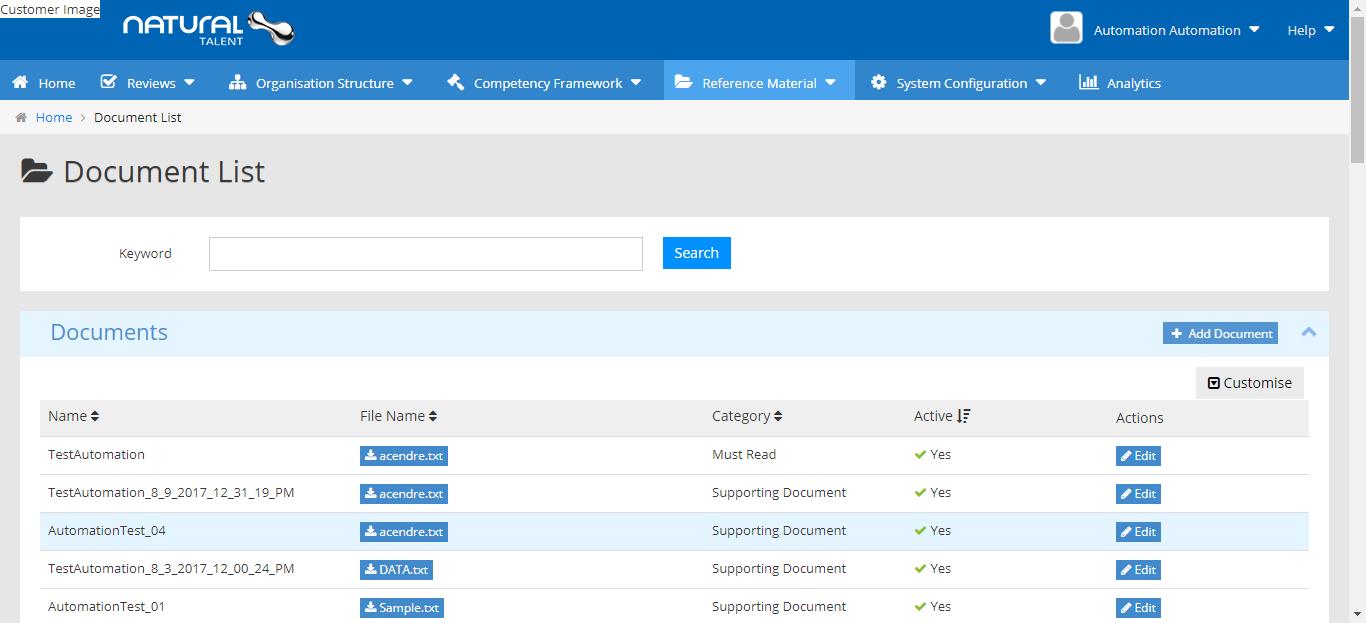 Customer Image
NATURAL
TALENT
Automation Automation
Help
Home
Reviews
Organisation Structure
Competency Framework
Reference Material
System Configuration
Analytics
Home > Document List
Document List
Keyword
Search
Documents
+ Add Document
Customise
Name File Name Category Active Actions
TestAutomation acendre.txt Must Read Yes Edit
TestAutomation_8_9_2017_12_31_19_PM acendre.txt Supporting Document Yes Edit
AutomationTest_04 acendre.txt Supporting Document Yes Edit
TestAutomation_8_3_2017_12_00_24_PM DATA.txt Supporting Document Yes Edit
AutomationTest_01 Sample.txt Supporting Document Yes Edit